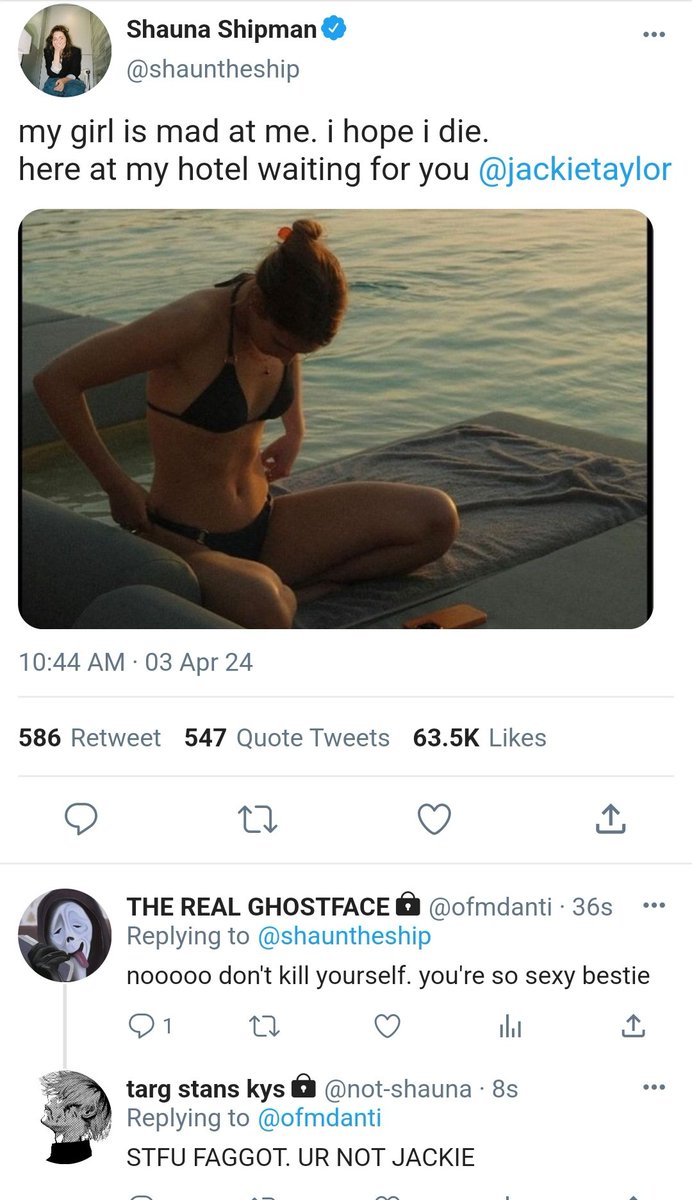 Shauna Shipman
@shauntheship
my girl is mad at me. i hope i die.
here at my hotel waiting for you @jackietaylor
10:44 AM · 03 Apr 24
586 Retweet 547 Quote Tweets 63.5K Likes
THE REAL GHOSTFACE @ofmdanti · 36s
Replying to @shauntheship
nooooo don't kill yourself. you're so sexy bestie
1
targ stans kys @not-shauna · 8s
Replying to @ofmdanti
STFU FAGGOT. UR NOT JACKIE